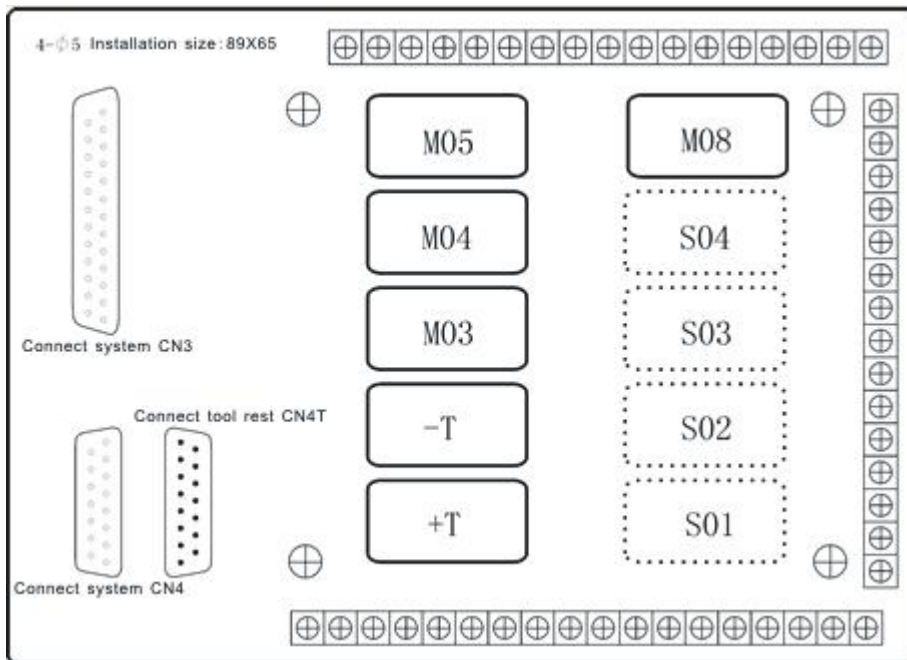 4-φ5 Installation size:89X65
M05 M08
M04 S04
M03 S03
Connect system CN3
Connect tool rest CN4T
-T S02
+T S01
Connect system CN4